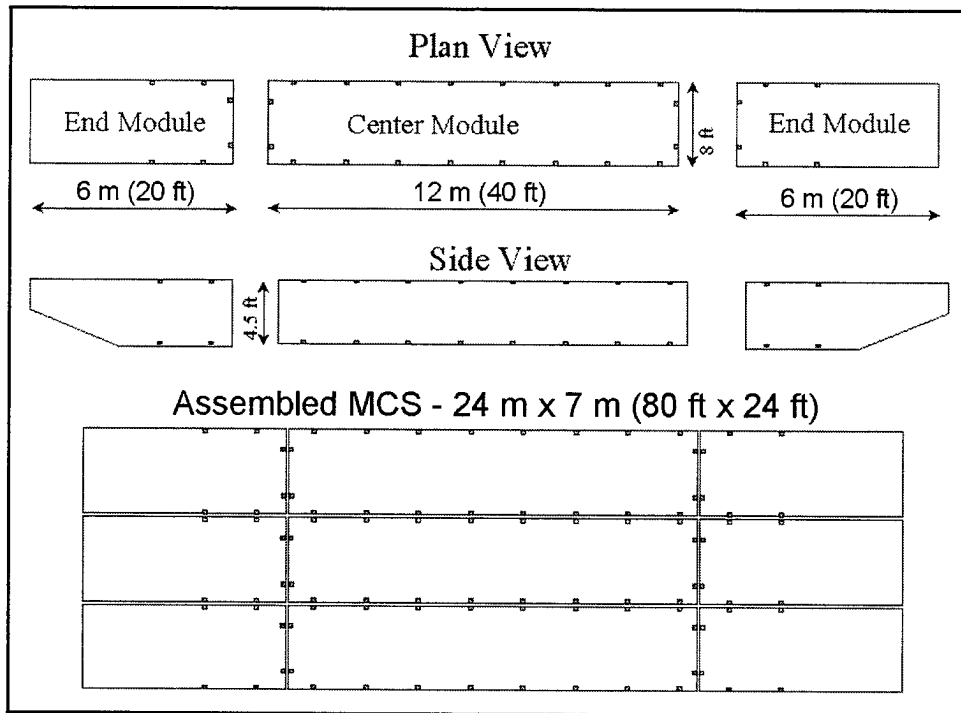 Plan View
End Module
Center Module
End Module
8 ft
6 m (20 ft)
12 m (40 ft)
6 m (20 ft)
Side View
4.5 ft
Assembled MCS - 24 m x 7 m (80 ft x 24 ft)